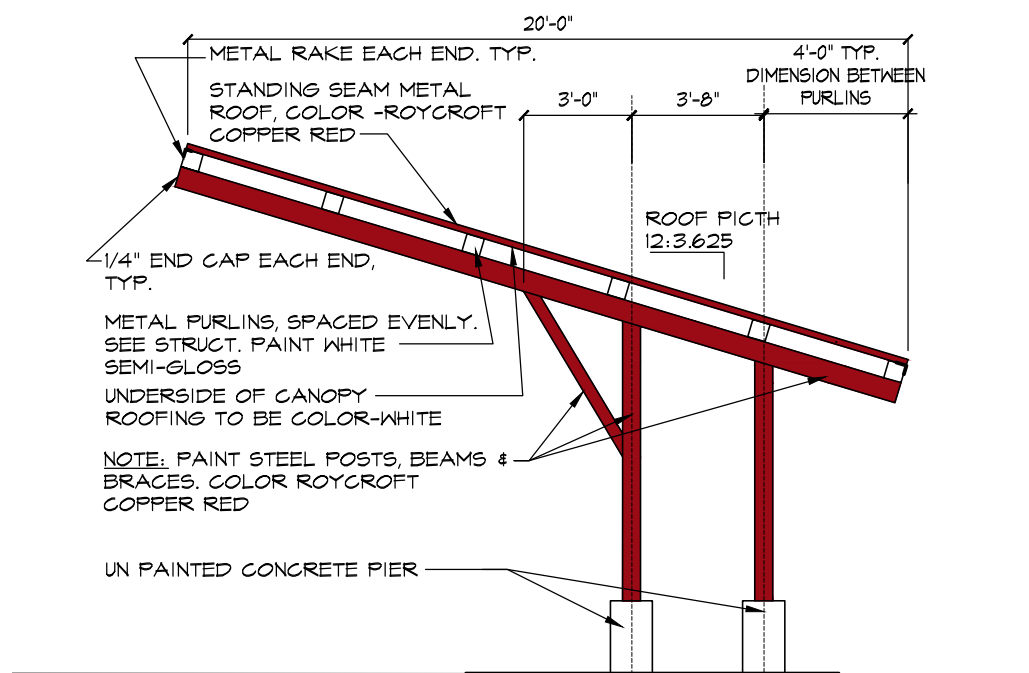 20'-0"
METAL RAKE EACH END. TYP.
4'-0" TYP.
DIMENSION BETWEEN
PURLINS
STANDING SEAM METAL
ROOF, COLOR -ROYCROFT
COPPER RED
3'-0"
3'-8"
ROOF PICTH
12:3.625
1/4" END CAP EACH END,
TYP.
METAL PURLINS, SPACED EVENLY.
SEE STRUCT. PAINT WHITE
SEMI-GLOSS
UNDERSIDE OF CANOPY
ROOFING TO BE COLOR-WHITE
NOTE: PAINT STEEL POSTS, BEAMS &
BRACES. COLOR ROYCROFT
COPPER RED
UN PAINTED CONCRETE PIER